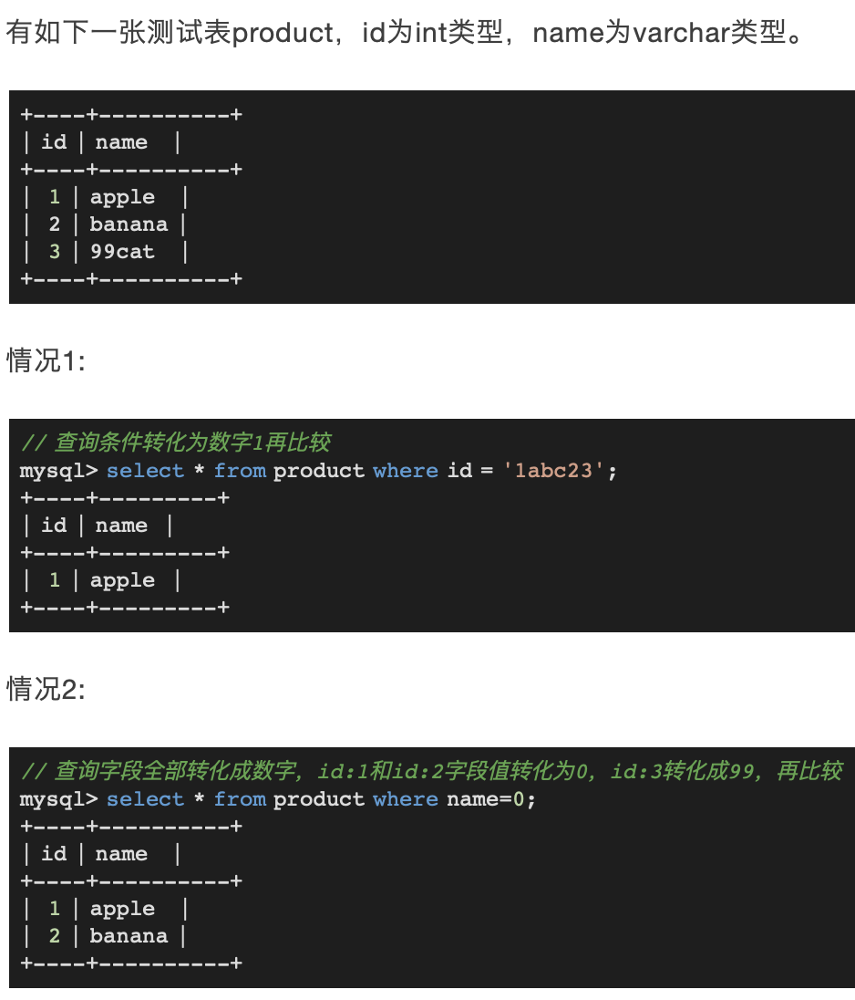 有如下一张测试表product，id为int类型，name为varchar类型。
+----+----------+
| id | name  |
+----+----------+
|  1 | apple  |
|  2 | banana |
|  3 | 99cat  |
+----+----------+
情况1:
// 查询条件转化为数字1再比较
mysql> select * from product where id = '1abc23';
+----+---------+
| id | name  |
+----+---------+
|  1 | apple  |
+----+---------+
情况2:
// 查询字段全部转化成数字，id:1和id:2字段值转化为0，id:3转化成99，再比较
mysql> select * from product where name=0;
+----+----------+
| id | name  |
+----+----------+
|  1 | apple  |
|  2 | banana |
+----+----------+